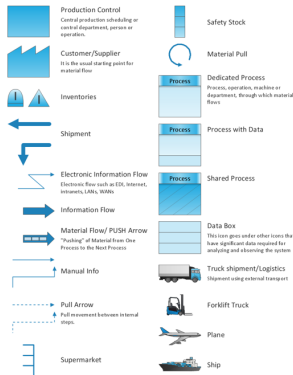 Production Control
Central production scheduling or
control department, person or
operation.
Customer/Supplier
It is the usual starting point for
material flow
I
Inventories
Shipment
Electronic Information Flow
Electronic flow such as EDI, Internet,
Intranets, LANs, WANs
Information Flow
Material Flow/ PUSH Arrow
"Pushing" of Material from One
Process to the Next Process
Manual Info
Pull Arrow
Pull movement between internal
steps.
Supermarket
Safety Stock
Material Pull
Process
Dedicated Process
Process, operation, machine or
department, through which material
flows
Process
Process with Data
Process
Shared Process
Data Box
This icon goes under other icons that
have significant data required for
analyzing and observing the system
Truck shipment/Logistics
Shipment using external transport
Forklift Truck
Plane
Ship